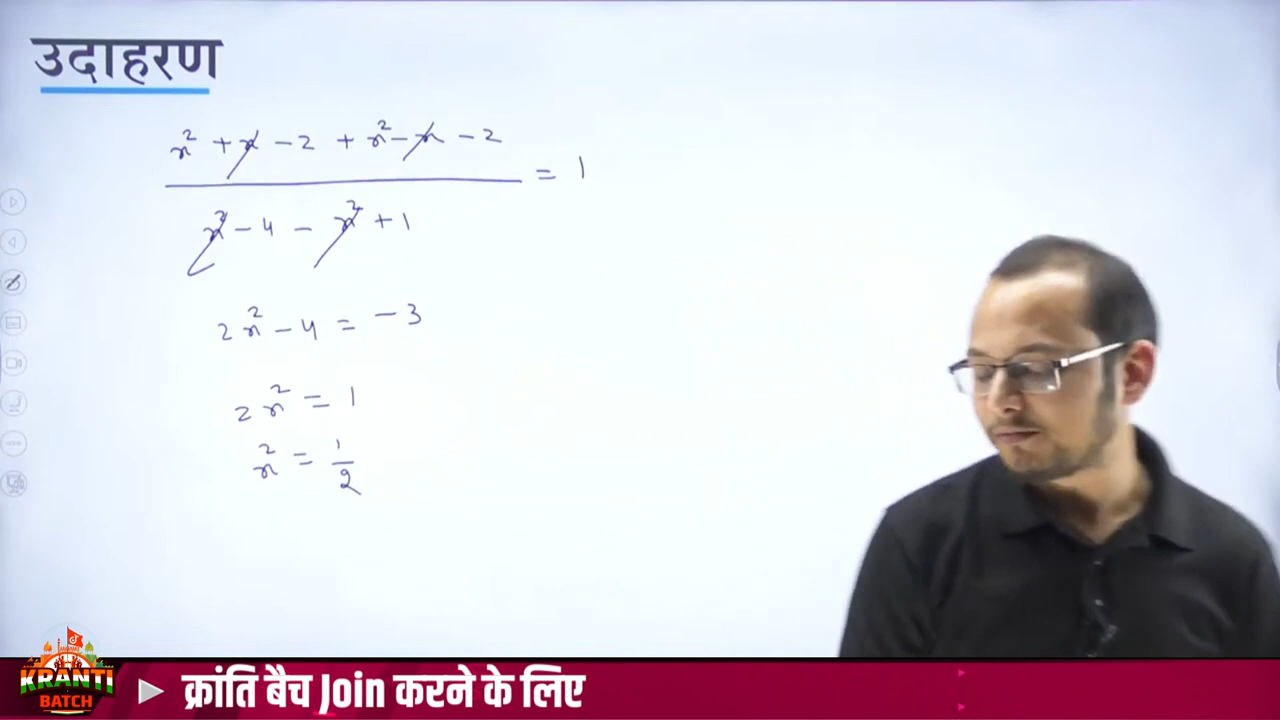 उदाहरण
x² + x - 2 + x² - x - 2
= 1
x² - 4 - x² + 1
2x² - 4 = -3
2x² = 1
x² = 1/2
KRANTI
BATCH
क्रांति बैच Join करने के लिए